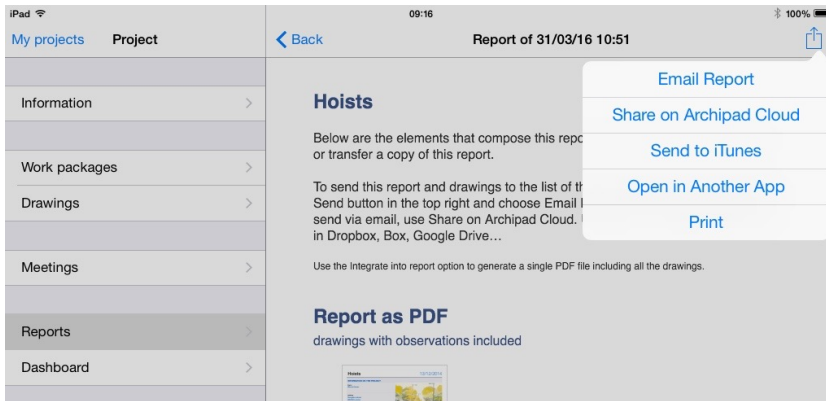 iPad 09:16 100%
My projects Project Back Report of 31/03/16 10:51
Information
Work packages
Drawings
Meetings
Reports
Dashboard
Email Report
Share on Archipad Cloud
Send to iTunes
Open in Another App
Print
Hoists
Below are the elements that compose this repo
or transfer a copy of this report.
To send this report and drawings to the list of th
Send button in the top right and choose Email
send via email, use Share on Archipad Cloud.
in Dropbox, Box, Google Drive...
Use the Integrate into report option to generate a single PDF file including all the drawings.
Report as PDF
drawings with observations included
Hoists